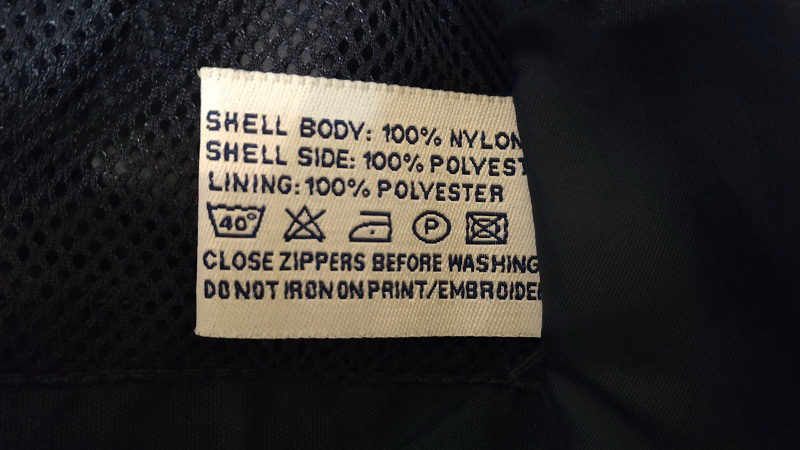 SHELL BODY: 100% NYLON
SHELL SIDE: 100% POLYEST
LINING: 100% POLYESTER
40° P
CLOSE ZIPPERS BEFORE WASHING
DO NOT IRON ON PRINT/EMBROIDE